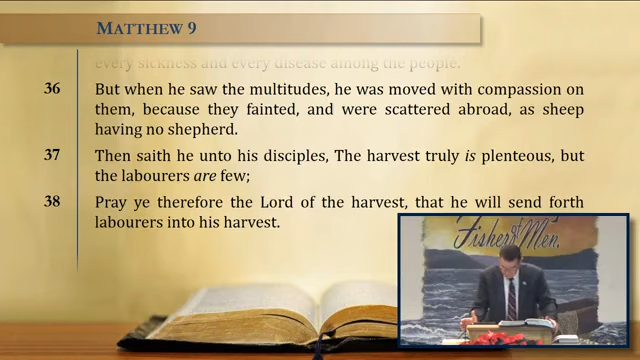 MATTHEW 9
every sickness and every disease among the people.
36 But when he saw the multitudes, he was moved with compassion on
them, because they fainted, and were scattered abroad, as sheep
having no shepherd.
37 Then saith he unto his disciples, The harvest truly is plenteous, but
the labourers are few;
38 Pray ye therefore the Lord of the harvest, that he will send forth
labourers into his harvest.
Fishers of Men.